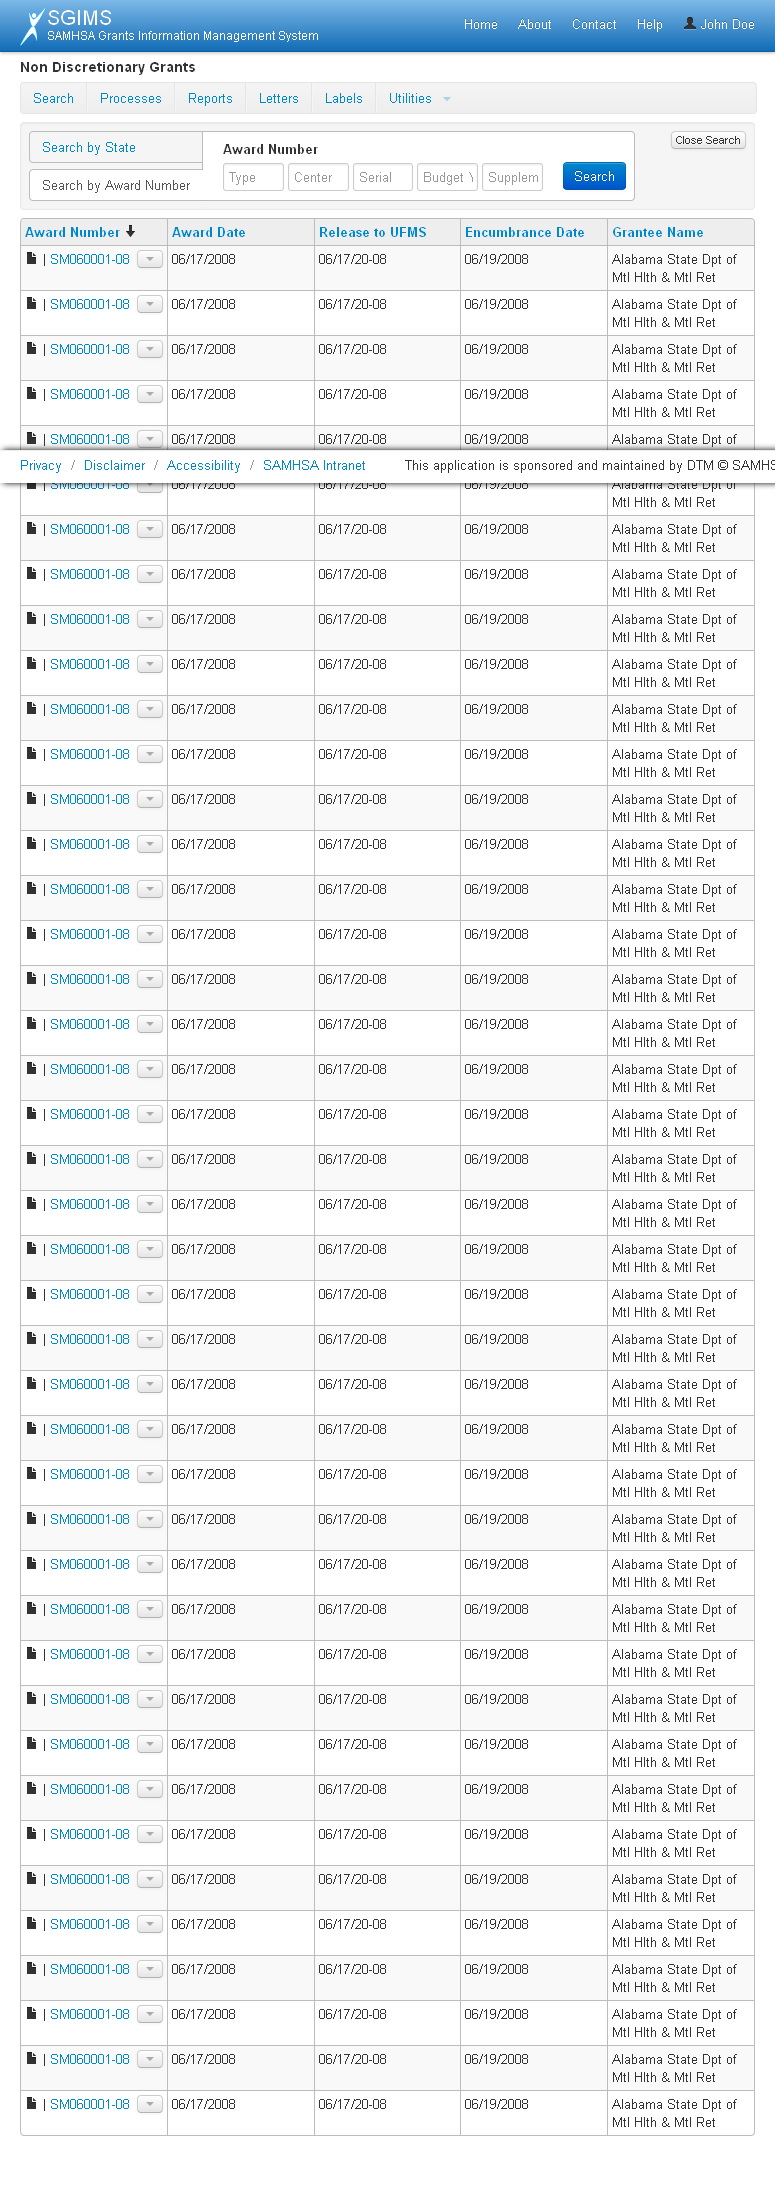 SGIMS
SAMHSA Grants Information Management System
Home About Contact Help John Doe
Non Discretionary Grants
Search Processes Reports Letters Labels Utilities
Search by State
Search by Award Number
Award Number
Type Center Serial Budget Y Supplem Search
Close Search
Award Number Award Date Release to UFMS Encumbrance Date Grantee Name
| SM060001-08 06/17/2008 06/17/20-08 06/19/2008 Alabama State Dpt of
Mtl Hlth & Mtl Ret
| SM060001-08 06/17/2008 06/17/20-08 06/19/2008 Alabama State Dpt of
Mtl Hlth & Mtl Ret
| SM060001-08 06/17/2008 06/17/20-08 06/19/2008 Alabama State Dpt of
Mtl Hlth & Mtl Ret
| SM060001-08 06/17/2008 06/17/20-08 06/19/2008 Alabama State Dpt of
Mtl Hlth & Mtl Ret
| SM060001-08 06/17/2008 06/17/20-08 06/19/2008 Alabama State Dpt of
Privacy / Disclaimer / Accessibility / SAMHSA Intranet This application is sponsored and maintained by DTM © SAMHS
| SM060001-08 06/17/2008 06/17/20-08 06/19/2008 Alabama State Dpt of
Mtl Hlth & Mtl Ret
| SM060001-08 06/17/2008 06/17/20-08 06/19/2008 Alabama State Dpt of
Mtl Hlth & Mtl Ret
| SM060001-08 06/17/2008 06/17/20-08 06/19/2008 Alabama State Dpt of
Mtl Hlth & Mtl Ret
| SM060001-08 06/17/2008 06/17/20-08 06/19/2008 Alabama State Dpt of
Mtl Hlth & Mtl Ret
| SM060001-08 06/17/2008 06/17/20-08 06/19/2008 Alabama State Dpt of
Mtl Hlth & Mtl Ret
| SM060001-08 06/17/2008 06/17/20-08 06/19/2008 Alabama State Dpt of
Mtl Hlth & Mtl Ret
| SM060001-08 06/17/2008 06/17/20-08 06/19/2008 Alabama State Dpt of
Mtl Hlth & Mtl Ret
| SM060001-08 06/17/2008 06/17/20-08 06/19/2008 Alabama State Dpt of
Mtl Hlth & Mtl Ret
| SM060001-08 06/17/2008 06/17/20-08 06/19/2008 Alabama State Dpt of
Mtl Hlth & Mtl Ret
| SM060001-08 06/17/2008 06/17/20-08 06/19/2008 Alabama State Dpt of
Mtl Hlth & Mtl Ret
| SM060001-08 06/17/2008 06/17/20-08 06/19/2008 Alabama State Dpt of
Mtl Hlth & Mtl Ret
| SM060001-08 06/17/2008 06/17/20-08 06/19/2008 Alabama State Dpt of
Mtl Hlth & Mtl Ret
| SM060001-08 06/17/2008 06/17/20-08 06/19/2008 Alabama State Dpt of
Mtl Hlth & Mtl Ret
| SM060001-08 06/17/2008 06/17/20-08 06/19/2008 Alabama State Dpt of
Mtl Hlth & Mtl Ret
| SM060001-08 06/17/2008 06/17/20-08 06/19/2008 Alabama State Dpt of
Mtl Hlth & Mtl Ret
| SM060001-08 06/17/2008 06/17/20-08 06/19/2008 Alabama State Dpt of
Mtl Hlth & Mtl Ret
| SM060001-08 06/17/2008 06/17/20-08 06/19/2008 Alabama State Dpt of
Mtl Hlth & Mtl Ret
| SM060001-08 06/17/2008 06/17/20-08 06/19/2008 Alabama State Dpt of
Mtl Hlth & Mtl Ret
| SM060001-08 06/17/2008 06/17/20-08 06/19/2008 Alabama State Dpt of
Mtl Hlth & Mtl Ret
| SM060001-08 06/17/2008 06/17/20-08 06/19/2008 Alabama State Dpt of
Mtl Hlth & Mtl Ret
| SM060001-08 06/17/2008 06/17/20-08 06/19/2008 Alabama State Dpt of
Mtl Hlth & Mtl Ret
| SM060001-08 06/17/2008 06/17/20-08 06/19/2008 Alabama State Dpt of
Mtl Hlth & Mtl Ret
| SM060001-08 06/17/2008 06/17/20-08 06/19/2008 Alabama State Dpt of
Mtl Hlth & Mtl Ret
| SM060001-08 06/17/2008 06/17/20-08 06/19/2008 Alabama State Dpt of
Mtl Hlth & Mtl Ret
| SM060001-08 06/17/2008 06/17/20-08 06/19/2008 Alabama State Dpt of
Mtl Hlth & Mtl Ret
| SM060001-08 06/17/2008 06/17/20-08 06/19/2008 Alabama State Dpt of
Mtl Hlth & Mtl Ret
| SM060001-08 06/17/2008 06/17/20-08 06/19/2008 Alabama State Dpt of
Mtl Hlth & Mtl Ret
| SM060001-08 06/17/2008 06/17/20-08 06/19/2008 Alabama State Dpt of
Mtl Hlth & Mtl Ret
| SM060001-08 06/17/2008 06/17/20-08 06/19/2008 Alabama State Dpt of
Mtl Hlth & Mtl Ret
| SM060001-08 06/17/2008 06/17/20-08 06/19/2008 Alabama State Dpt of
Mtl Hlth & Mtl Ret
| SM060001-08 06/17/2008 06/17/20-08 06/19/2008 Alabama State Dpt of
Mtl Hlth & Mtl Ret
| SM060001-08 06/17/2008 06/17/20-08 06/19/2008 Alabama State Dpt of
Mtl Hlth & Mtl Ret
| SM060001-08 06/17/2008 06/17/20-08 06/19/2008 Alabama State Dpt of
Mtl Hlth & Mtl Ret
| SM060001-08 06/17/2008 06/17/20-08 06/19/2008 Alabama State Dpt of
Mtl Hlth & Mtl Ret
| SM060001-08 06/17/2008 06/17/20-08 06/19/2008 Alabama State Dpt of
Mtl Hlth & Mtl Ret
| SM060001-08 06/17/2008 06/17/20-08 06/19/2008 Alabama State Dpt of
Mtl Hlth & Mtl Ret
| SM060001-08 06/17/2008 06/17/20-08 06/19/2008 Alabama State Dpt of
Mtl Hlth & Mtl Ret